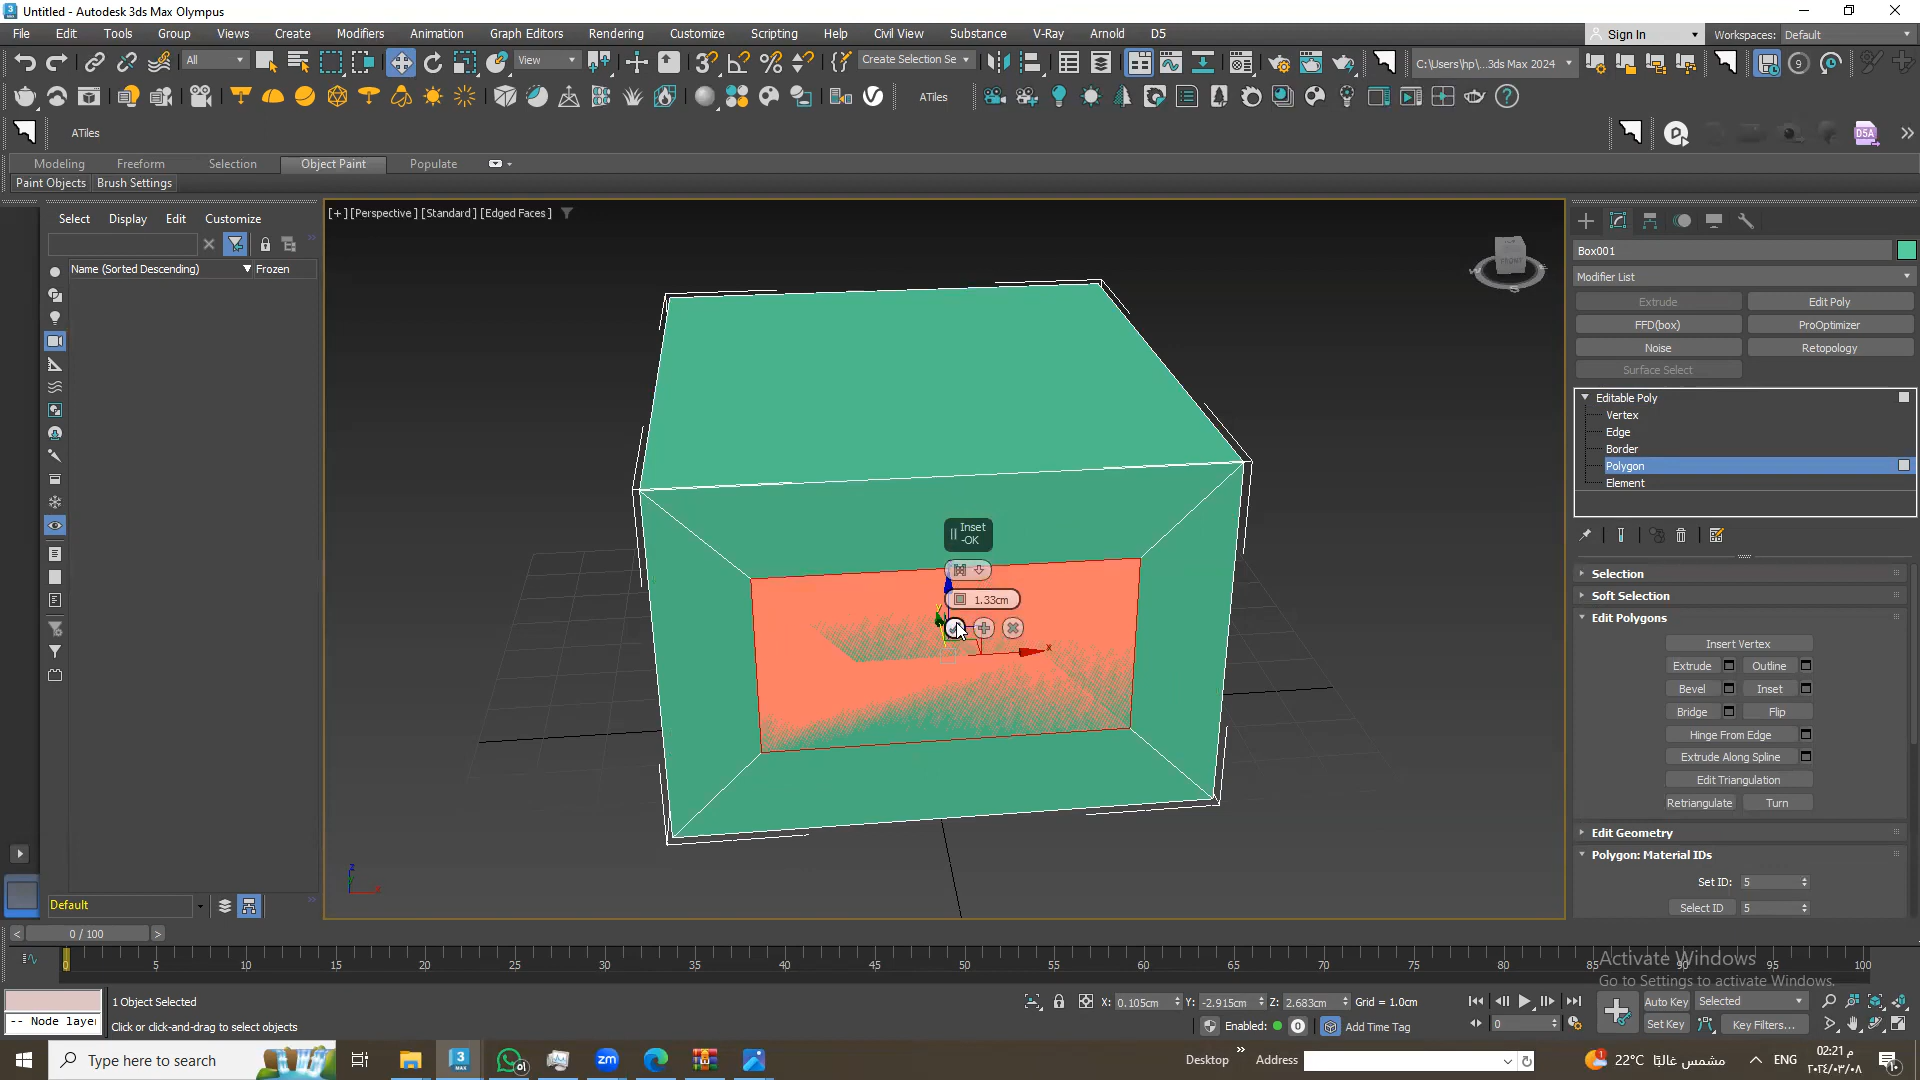 Untitled - Autodesk 3ds Max Olympus
File Edit Tools Group Views Create Modifiers Animation Graph Editors Rendering Customize Scripting Help Civil View Substance V-Ray Arnold D5
Sign In Workspaces: Default
All View Create Selection Se C:\Users\hp\...3ds Max 2024 9
ATiles
ATiles D5A
Modeling Freeform Selection Object Paint Populate
Paint Objects Brush Settings
Select Display Edit Customize
Name (Sorted Descending) Frozen
[+] [Perspective] [Standard] [Edged Faces]
FRONT
W S
Box001
Modifier List
Extrude Edit Poly
FFD(box) ProOptimizer
Noise Retopology
Surface Select
Editable Poly
Vertex
Edge
Border
Polygon
Element
Selection
Soft Selection
Edit Polygons
Insert Vertex
Extrude Outline
Bevel Inset
Bridge Flip
Hinge From Edge
Extrude Along Spline
Edit Triangulation
Retriangulate Turn
Edit Geometry
Polygon: Material IDs
Set ID: 5
Select ID 5
Inset
-OK
1.33cm
x
y
z
x
Default
0 / 100
0 5 10 15 20 25 30 35 40 45 50 55 60 65 70 75 80 85 90 95 100
Activate Windows
Go to Settings to activate Windows.
-- Node layer
1 Object Selected
Click or click-and-drag to select objects
X: 0.105cm Y: -2.915cm Z: 2.683cm Grid = 1.0cm
Enabled: 0 Add Time Tag
0
Auto Key Selected
Set Key Key Filters...
Type here to search
3
MAX
zm
Desktop Address
22°C مشمس غالبًا
ENG
02:21 م
٢٠٢٤/٠٣/٠٨